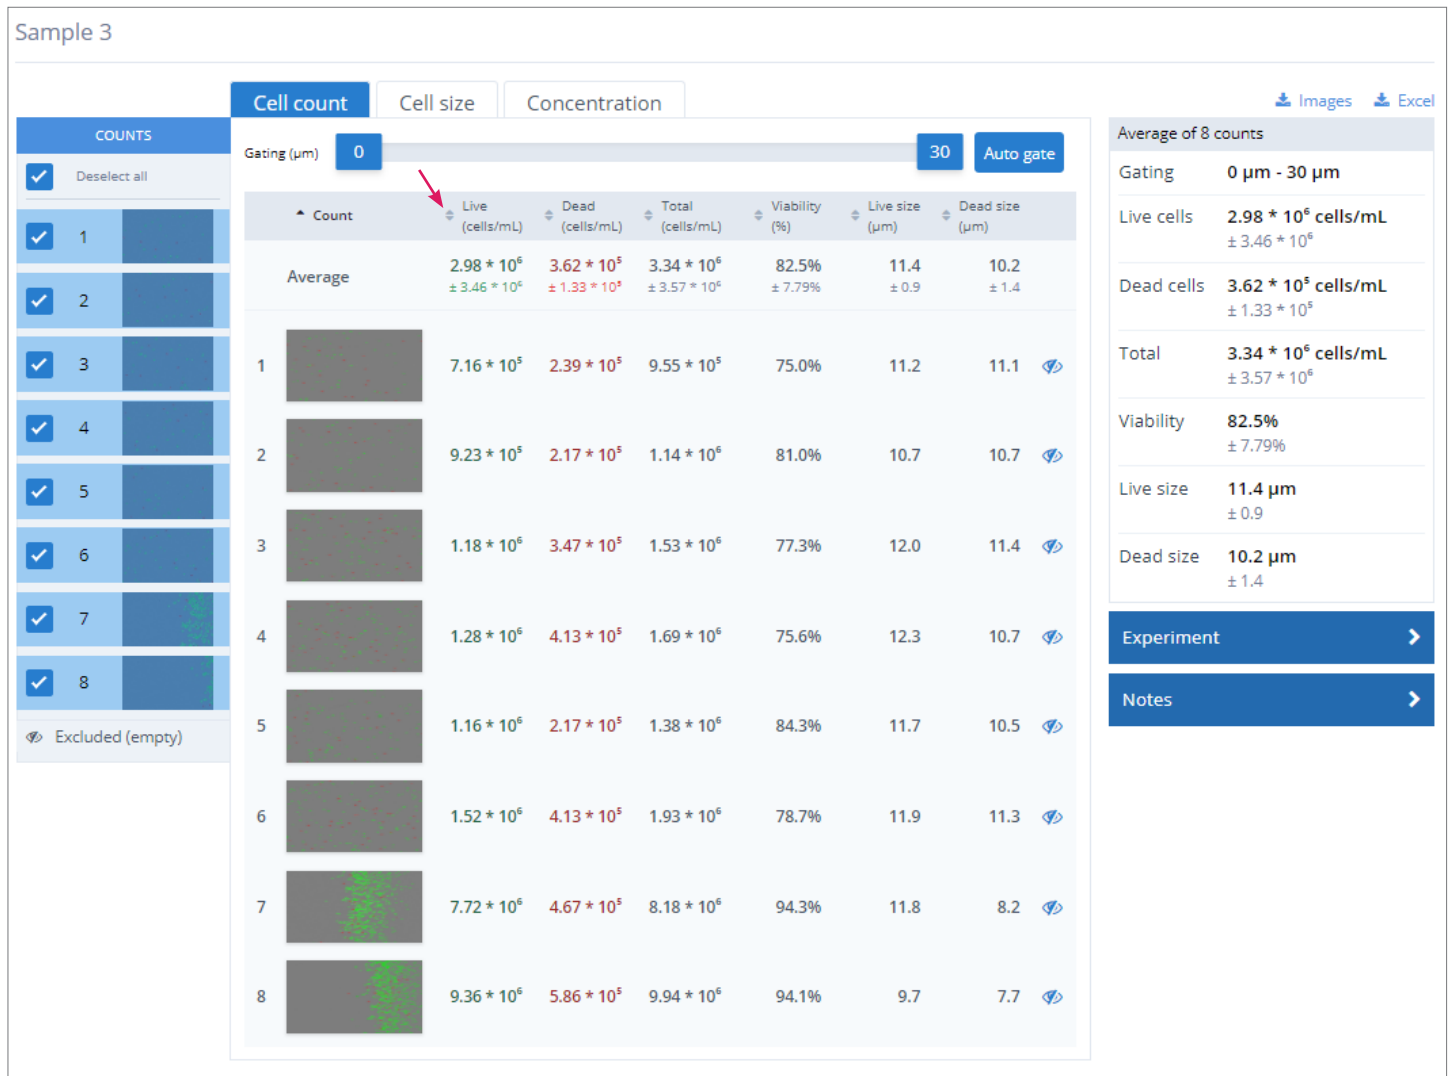 Sample 3
Cell count Cell size Concentration
Images Excel
COUNTS
Deselect all
1
2
3
4
5
6
7
8
Excluded (empty)
Gating (µm) 0 30 Auto gate
Count Live (cells/mL) Dead (cells/mL) Total (cells/mL) Viability (%) Live size (µm) Dead size (µm)
Average 2.98 * 10⁶ 3.62 * 10⁵ 3.34 * 10⁶ 82.5% 11.4 10.2
± 3.46 * 10⁶ ± 1.33 * 10⁵ ± 3.57 * 10⁶ ± 7.79% ± 0.9 ± 1.4
1 7.16 * 10⁵ 2.39 * 10⁵ 9.55 * 10⁵ 75.0% 11.2 11.1
2 9.23 * 10⁵ 2.17 * 10⁵ 1.14 * 10⁶ 81.0% 10.7 10.7
3 1.18 * 10⁶ 3.47 * 10⁵ 1.53 * 10⁶ 77.3% 12.0 11.4
4 1.28 * 10⁶ 4.13 * 10⁵ 1.69 * 10⁶ 75.6% 12.3 10.7
5 1.16 * 10⁶ 2.17 * 10⁵ 1.38 * 10⁶ 84.3% 11.7 10.5
6 1.52 * 10⁶ 4.13 * 10⁵ 1.93 * 10⁶ 78.7% 11.9 11.3
7 7.72 * 10⁶ 4.67 * 10⁵ 8.18 * 10⁶ 94.3% 11.8 8.2
8 9.36 * 10⁶ 5.86 * 10⁵ 9.94 * 10⁶ 94.1% 9.7 7.7
Average of 8 counts
Gating 0 µm - 30 µm
Live cells 2.98 * 10⁶ cells/mL
± 3.46 * 10⁶
Dead cells 3.62 * 10⁵ cells/mL
± 1.33 * 10⁵
Total 3.34 * 10⁶ cells/mL
± 3.57 * 10⁶
Viability 82.5%
± 7.79%
Live size 11.4 µm
± 0.9
Dead size 10.2 µm
± 1.4
Experiment
Notes